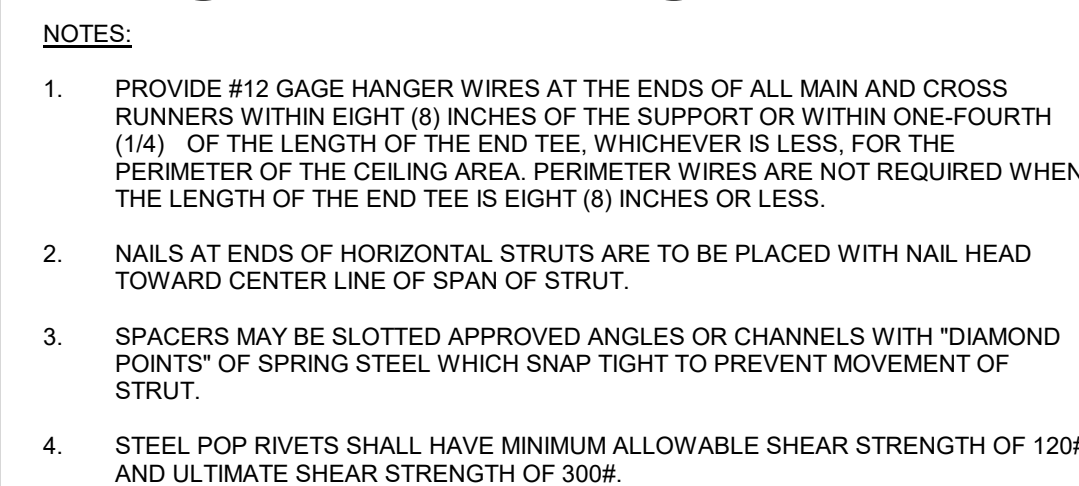 NOTES:
1. PROVIDE #12 GAGE HANGER WIRES AT THE ENDS OF ALL MAIN AND CROSS
RUNNERS WITHIN EIGHT (8) INCHES OF THE SUPPORT OR WITHIN ONE-FOURTH
(1/4) OF THE LENGTH OF THE END TEE, WHICHEVER IS LESS, FOR THE
PERIMETER OF THE CEILING AREA. PERIMETER WIRES ARE NOT REQUIRED WHEN
THE LENGTH OF THE END TEE IS EIGHT (8) INCHES OR LESS.
2. NAILS AT ENDS OF HORIZONTAL STRUTS ARE TO BE PLACED WITH NAIL HEAD
TOWARD CENTER LINE OF SPAN OF STRUT.
3. SPACERS MAY BE SLOTTED APPROVED ANGLES OR CHANNELS WITH "DIAMOND
POINTS" OF SPRING STEEL WHICH SNAP TIGHT TO PREVENT MOVEMENT OF
STRUT.
4. STEEL POP RIVETS SHALL HAVE MINIMUM ALLOWABLE SHEAR STRENGTH OF 120#
AND ULTIMATE SHEAR STRENGTH OF 300#.